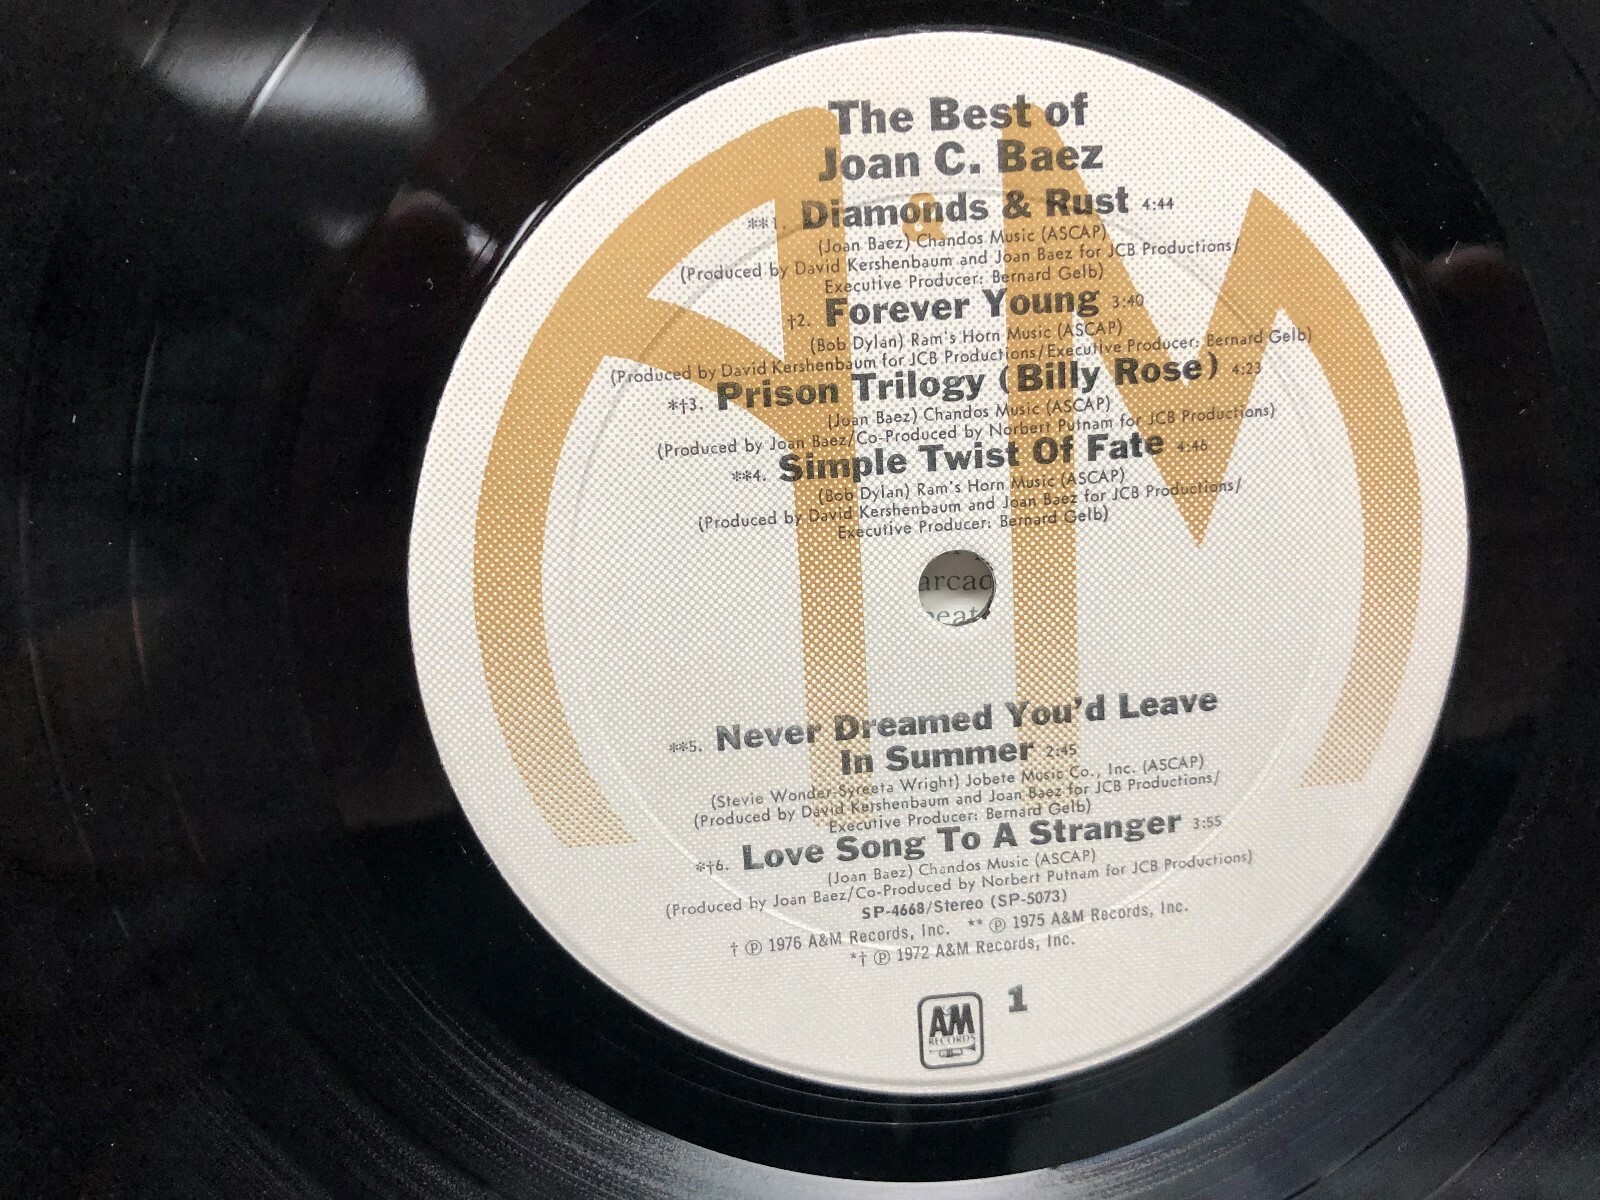 The Best of
Joan C. Baez
**1. Diamonds & Rust 4:44
(Joan Baez) Chandos Music (ASCAP)
(Produced by David Kershenbaum and Joan Baez for JCB Productions/
Executive Producer: Bernard Gelb)
†2. Forever Young 3:40
(Bob Dylan) Ram's Horn Music (ASCAP)
(Produced by David Kershenbaum for JCB Productions/Executive Producer: Bernard Gelb)
*†3. Prison Trilogy (Billy Rose) 4:23
(Joan Baez) Chandos Music (ASCAP)
(Produced by Joan Baez/Co-Produced by Norbert Putnam for JCB Productions)
**4. Simple Twist Of Fate
(Bob Dylan) Ram's Horn Music (ASCAP)
(Produced by David Kershenbaum and Joan Baez for JCB Productions/
Executive Producer: Bernard Gelb)
arcad
**5. Never Dreamed You'd Leave
In Summer 2:45
(Stevie Wonder-Syreeta Wright) Jobete Music Co., Inc. (ASCAP)
(Produced by David Kershenbaum and Joan Baez for JCB Productions/
Executive Producer: Bernard Gelb)
*†6. Love Song To A Stranger 3:55
(Joan Baez) Chandos Music (ASCAP)
(Produced by Joan Baez/Co-Produced by Norbert Putnam for JCB Productions)
SP-4668/Stereo (SP-5073)
† ℗ 1976 A&M Records, Inc. ** ℗ 1975 A&M Records, Inc.
*† ℗ 1972 A&M Records, Inc.
1
A&M
RECORDS